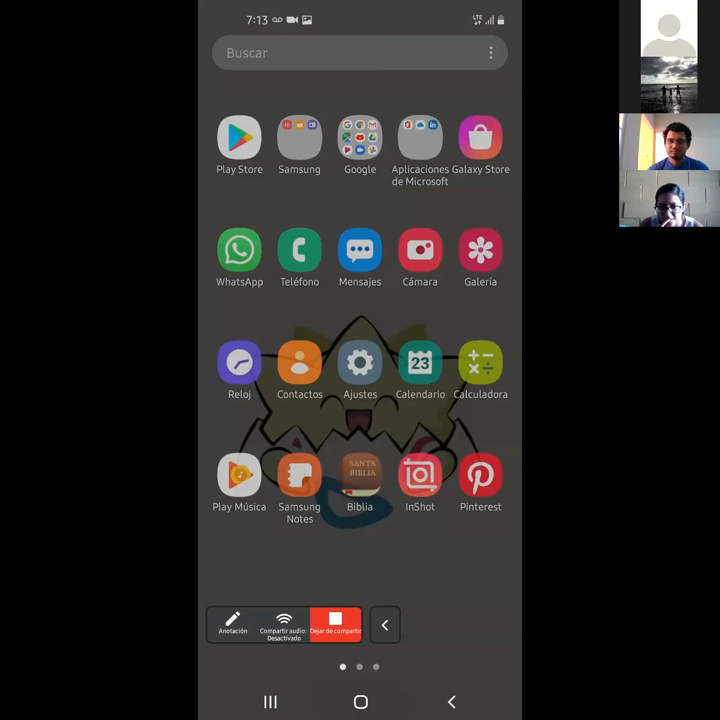 7:13
LTE
Buscar
Play Store
Samsung
Google
Aplicaciones
de Microsoft
Galaxy Store
WhatsApp
Teléfono
Mensajes
Cámara
Galería
23
Reloj
Contactos
Ajustes
Calendario
Calculadora
SANTA
BIBLIA
Play Música
Samsung
Notes
Biblia
InShot
Pinterest
Anotación
Compartir audio:
Desactivado
Dejar de compartir